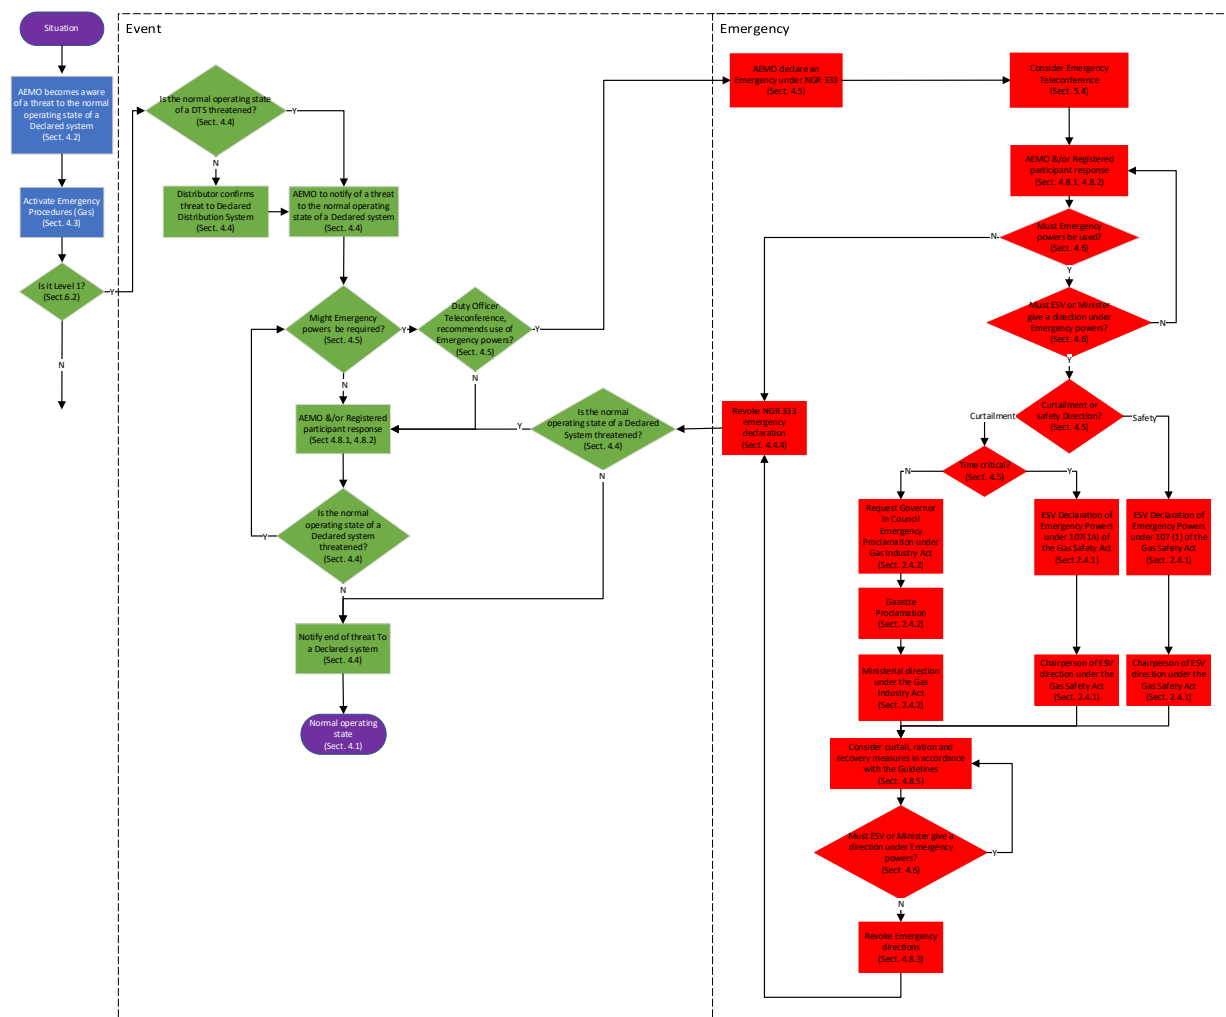 Situation
AEMO becomes aware
of a threat to the normal
operating state of a
Declared system
(Sect. 4.2)
Activate Emergency
Procedures (Gas)
(Sect. 4.3)
Is it Level 1?
(Sect.6.2)
Y
N
Event
Is the normal operating state
of a DTS threatened?
(Sect. 4.4)
Y
N
Distributor confirms
threat to Declared
Distribution System
(Sect. 4.4)
AEMO to notify of a threat
to the normal operating
state of a Declared system
(Sect. 4.4)
Might Emergency
powers be required?
(Sect. 4.5)
Y
N
Duty Officer
Teleconference,
recommends use of
Emergency powers?
(Sect. 4.5)
Y
N
AEMO &/or Registered
participant response
(Sect 4.8.1, 4.8.2)
Is the normal
operating state of a Declared
System threatened?
(Sect. 4.4)
Y
N
Is the normal
operating state of a
Declared system
threatened?
(Sect. 4.4)
Y
N
Notify end of threat To
a Declared system
(Sect. 4.4)
Normal operating
state
(Sect. 4.1)
Emergency
AEMO declare an
Emergency under NGR 333
(Sect. 4.5)
Consider Emergency
Teleconference
(Sect. 5.4)
AEMO &/or Registered
participant response
(Sect. 4.8.1, 4.8.2)
Must Emergency
powers be used?
(Sect. 4.6)
N
Y
Must ESV or Minister
give a direction under
Emergency powers?
(Sect. 4.6)
N
Y
Curtailment or
safety Direction?
(Sect. 4.5)
Curtailment
Safety
Revoke NGR 333
emergency
declaration
(Sect. 4.4.4)
Time critical?
(Sect. 4.5)
N
Y
Request Governor
in Council
Emergency
Proclamation under
Gas Industry Act
(Sect. 2.4.2)
ESV Declaration of
Emergency Powers
under 107(1A) of
the Gas Safety Act
(Sect.2.4.1)
ESV Declaration of
Emergency Powers
under 107 (1) of the
Gas Safety Act
(Sect. 2.4.1)
Gazette
Proclamation
(Sect. 2.4.2)
Ministerial direction
under the Gas
Industry Act
(Sect. 2.4.2)
Chairperson of ESV
direction under the
Gas Safety Act
(Sect. 2.4.1)
Chairperson of ESV
direction under the
Gas Safety Act
(Sect. 2.4.1)
Consider curtail, ration and
recovery measures in accordance
with the Guidelines
(Sect. 4.8.5)
Must ESV or Minister give a
direction under Emergency
powers?
(Sect. 4.6)
Y
N
Revoke Emergency
directions
(Sect. 4.8.3)